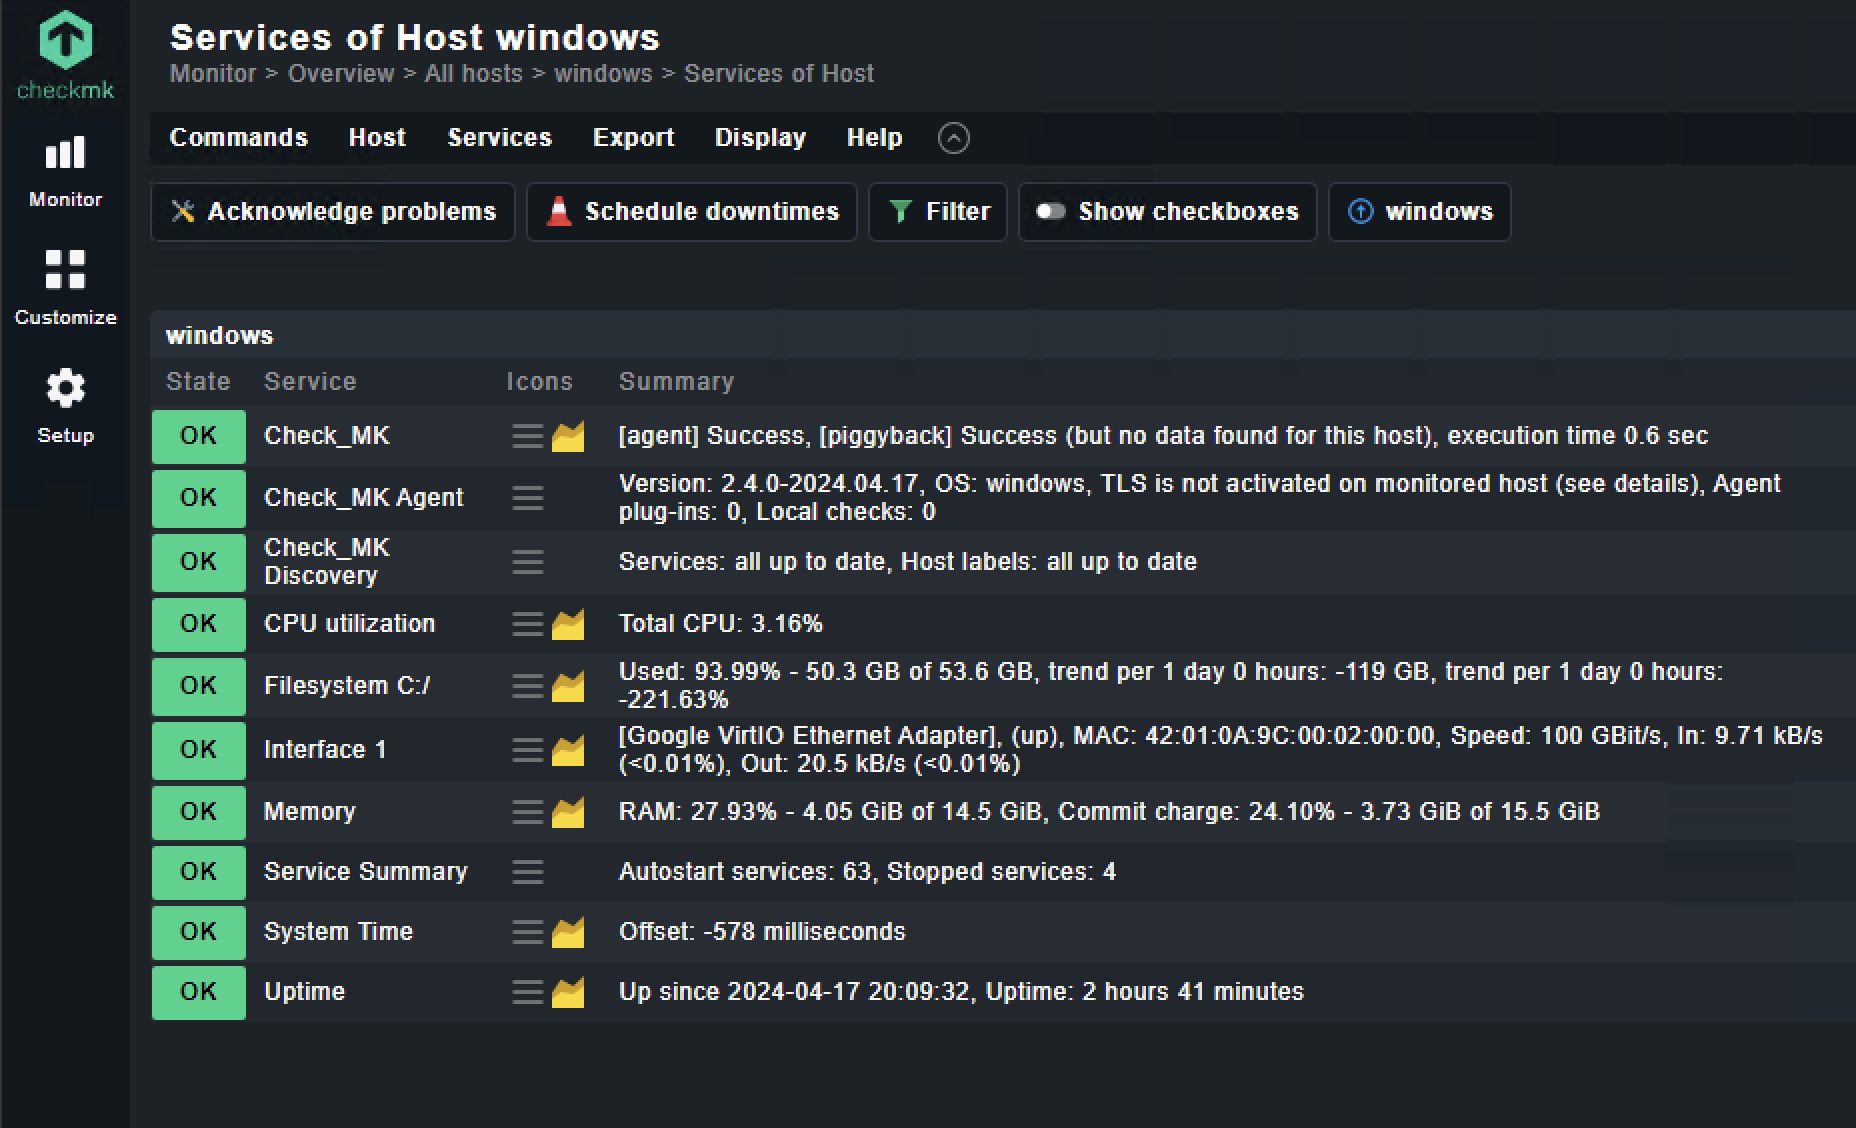 checkmk
Monitor
Customize
Setup
Services of Host windows
Monitor > Overview > All hosts > windows > Services of Host
Commands Host Services Export Display Help
Acknowledge problems Schedule downtimes Filter Show checkboxes windows
windows
State Service Icons Summary
OK Check_MK [agent] Success, [piggyback] Success (but no data found for this host), execution time 0.6 sec
OK Check_MK Agent Version: 2.4.0-2024.04.17, OS: windows, TLS is not activated on monitored host (see details), Agent
plug-ins: 0, Local checks: 0
OK Check_MK
Discovery Services: all up to date, Host labels: all up to date
OK CPU utilization Total CPU: 3.16%
OK Filesystem C:/ Used: 93.99% - 50.3 GB of 53.6 GB, trend per 1 day 0 hours: -119 GB, trend per 1 day 0 hours:
-221.63%
OK Interface 1 [Google VirtIO Ethernet Adapter], (up), MAC: 42:01:0A:9C:00:02:00:00, Speed: 100 GBit/s, In: 9.71 kB/s
(<0.01%), Out: 20.5 kB/s (<0.01%)
OK Memory RAM: 27.93% - 4.05 GiB of 14.5 GiB, Commit charge: 24.10% - 3.73 GiB of 15.5 GiB
OK Service Summary Autostart services: 63, Stopped services: 4
OK System Time Offset: -578 milliseconds
OK Uptime Up since 2024-04-17 20:09:32, Uptime: 2 hours 41 minutes